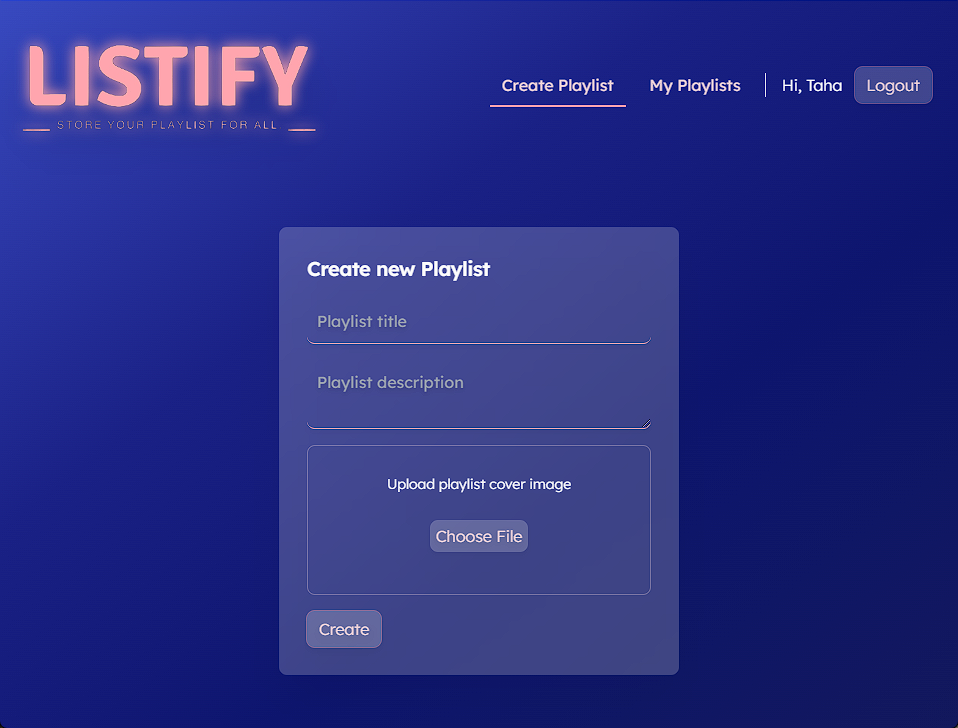 LISTIFY
STORE YOUR PLAYLIST FOR ALL
Create Playlist
My Playlists
Hi, Taha
Logout
Create new Playlist
Playlist title
Playlist description
Upload playlist cover image
Choose File
Create